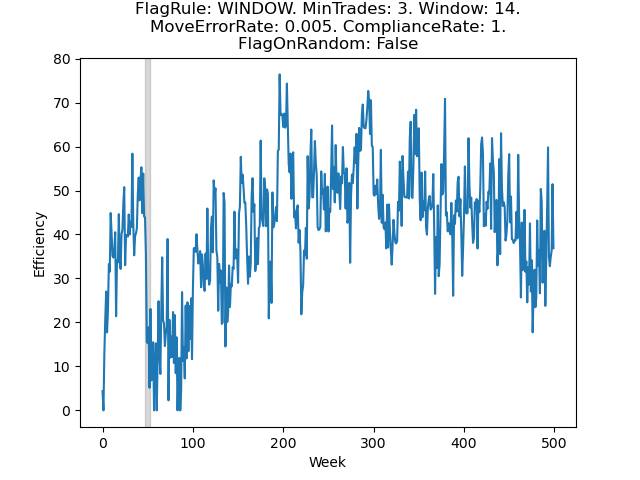 FlagRule: WINDOW. MinTrades: 3. Window: 14.
MoveErrorRate: 0.005. ComplianceRate: 1.
FlagOnRandom: False
80
70
60
50
40
30
20
10
0
Efficiency
0 100 200 300 400 500
Week